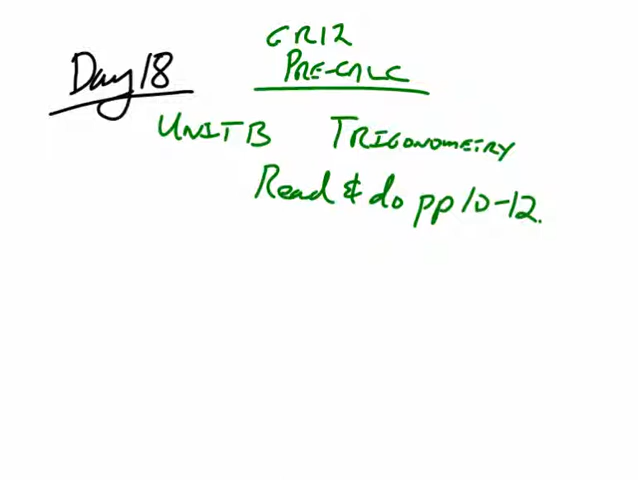 Day 18
GR12
PRE-CALC
UNIT B TRIGONOMETRY
Read & do pp 10-12.